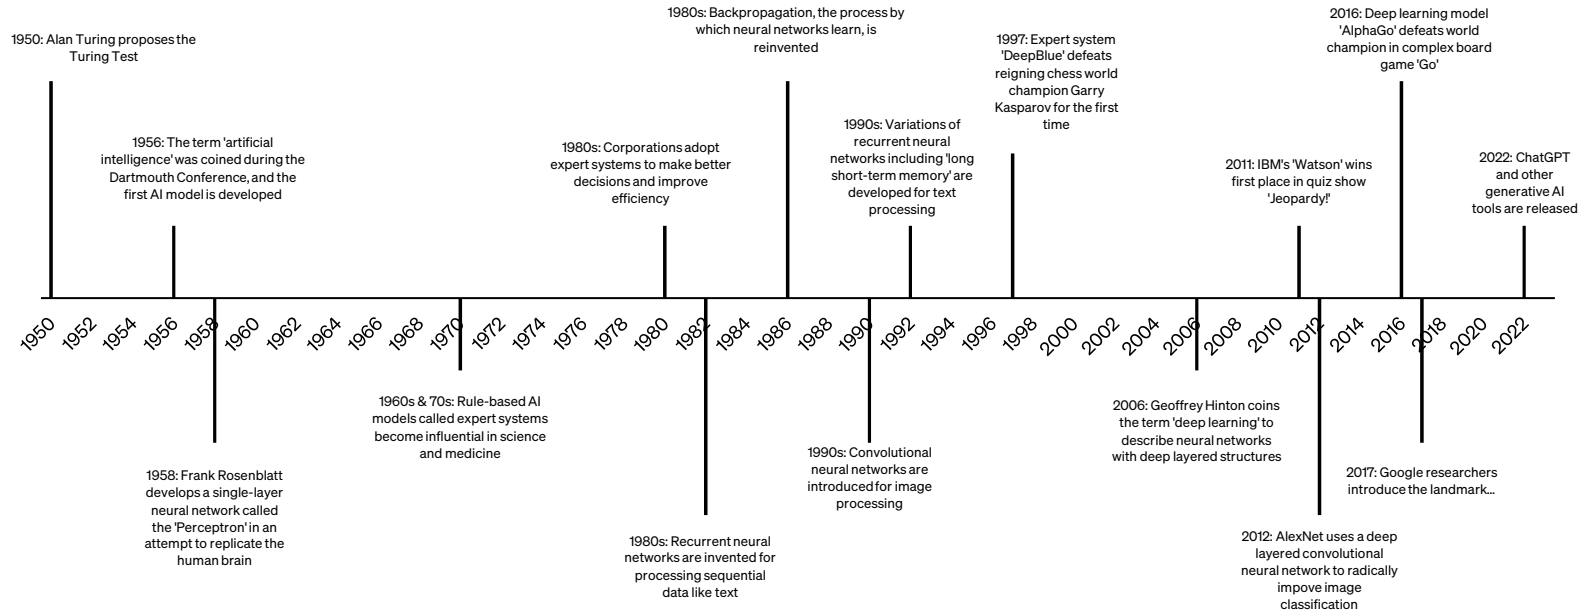 1950: Alan Turing proposes the
Turing Test
1956: The term 'artificial
intelligence' was coined during the
Dartmouth Conference, and the
first AI model is developed
1980s: Corporations adopt
expert systems to make better
decisions and improve
efficiency
1980s: Backpropagation, the process by
which neural networks learn, is
reinvented
1990s: Variations of
recurrent neural
networks including 'long
short-term memory' are
developed for text
processing
1997: Expert system
'DeepBlue' defeats
reigning chess world
champion Garry
Kasparov for the first
time
2011: IBM's 'Watson' wins
first place in quiz show
'Jeopardy!'
2016: Deep learning model
'AlphaGo' defeats world
champion in complex board
game 'Go'
2022: ChatGPT
and other
generative AI
tools are released
1950
1952
1954
1956
1958
1960
1962
1964
1966
1968
1970
1972
1974
1976
1978
1980
1982
1984
1986
1988
1990
1992
1994
1996
1998
2000
2002
2004
2006
2008
2010
2012
2014
2016
2018
2020
2022
1958: Frank Rosenblatt
develops a single-layer
neural network called
the 'Perceptron' in an
attempt to replicate the
human brain
1960s & 70s: Rule-based AI
models called expert systems
become influential in science
and medicine
1980s: Recurrent neural
networks are invented for
processing sequential
data like text
1990s: Convolutional
neural networks are
introduced for image
processing
2006: Geoffrey Hinton coins
the term 'deep learning' to
describe neural networks
with deep layered structures
2012: AlexNet uses a deep
layered convolutional
neural network to radically
impove image
classification
2017: Google researchers
introduce the landmark...